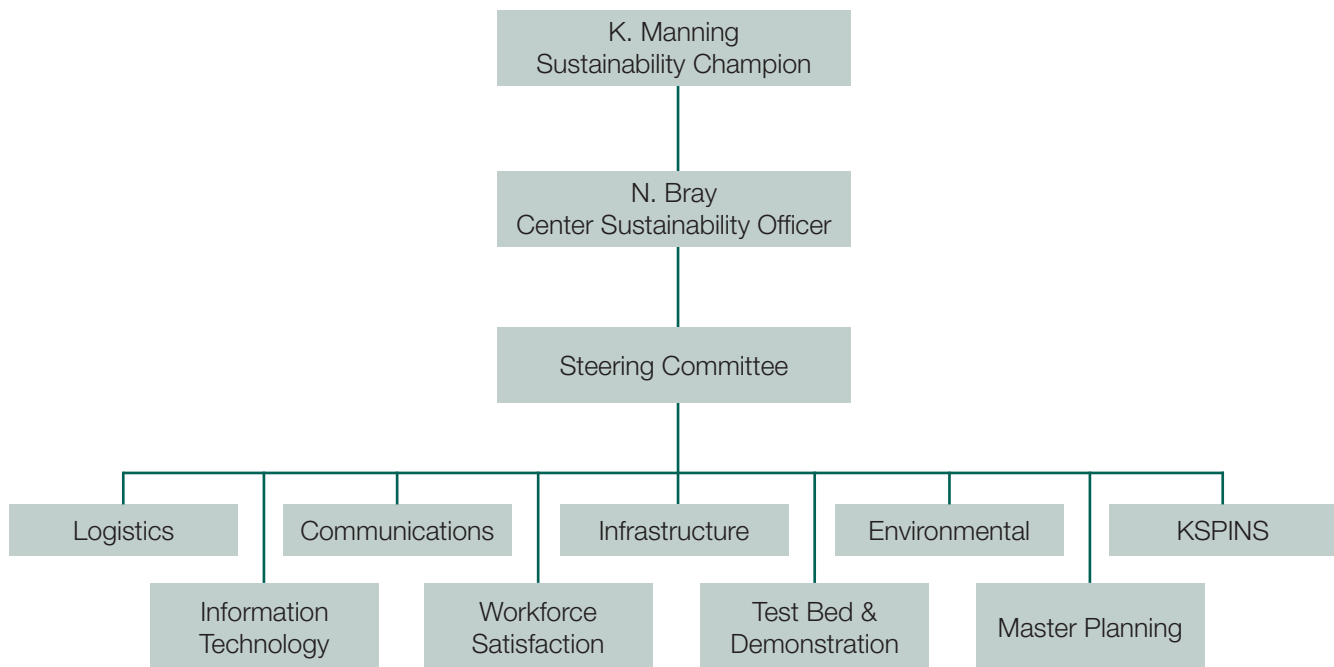 K. Manning
Sustainability Champion
N. Bray
Center Sustainability Officer
Steering Committee
Logistics
Communications
Infrastructure
Environmental
KSPINS
Information
Technology
Workforce
Satisfaction
Test Bed &
Demonstration
Master Planning